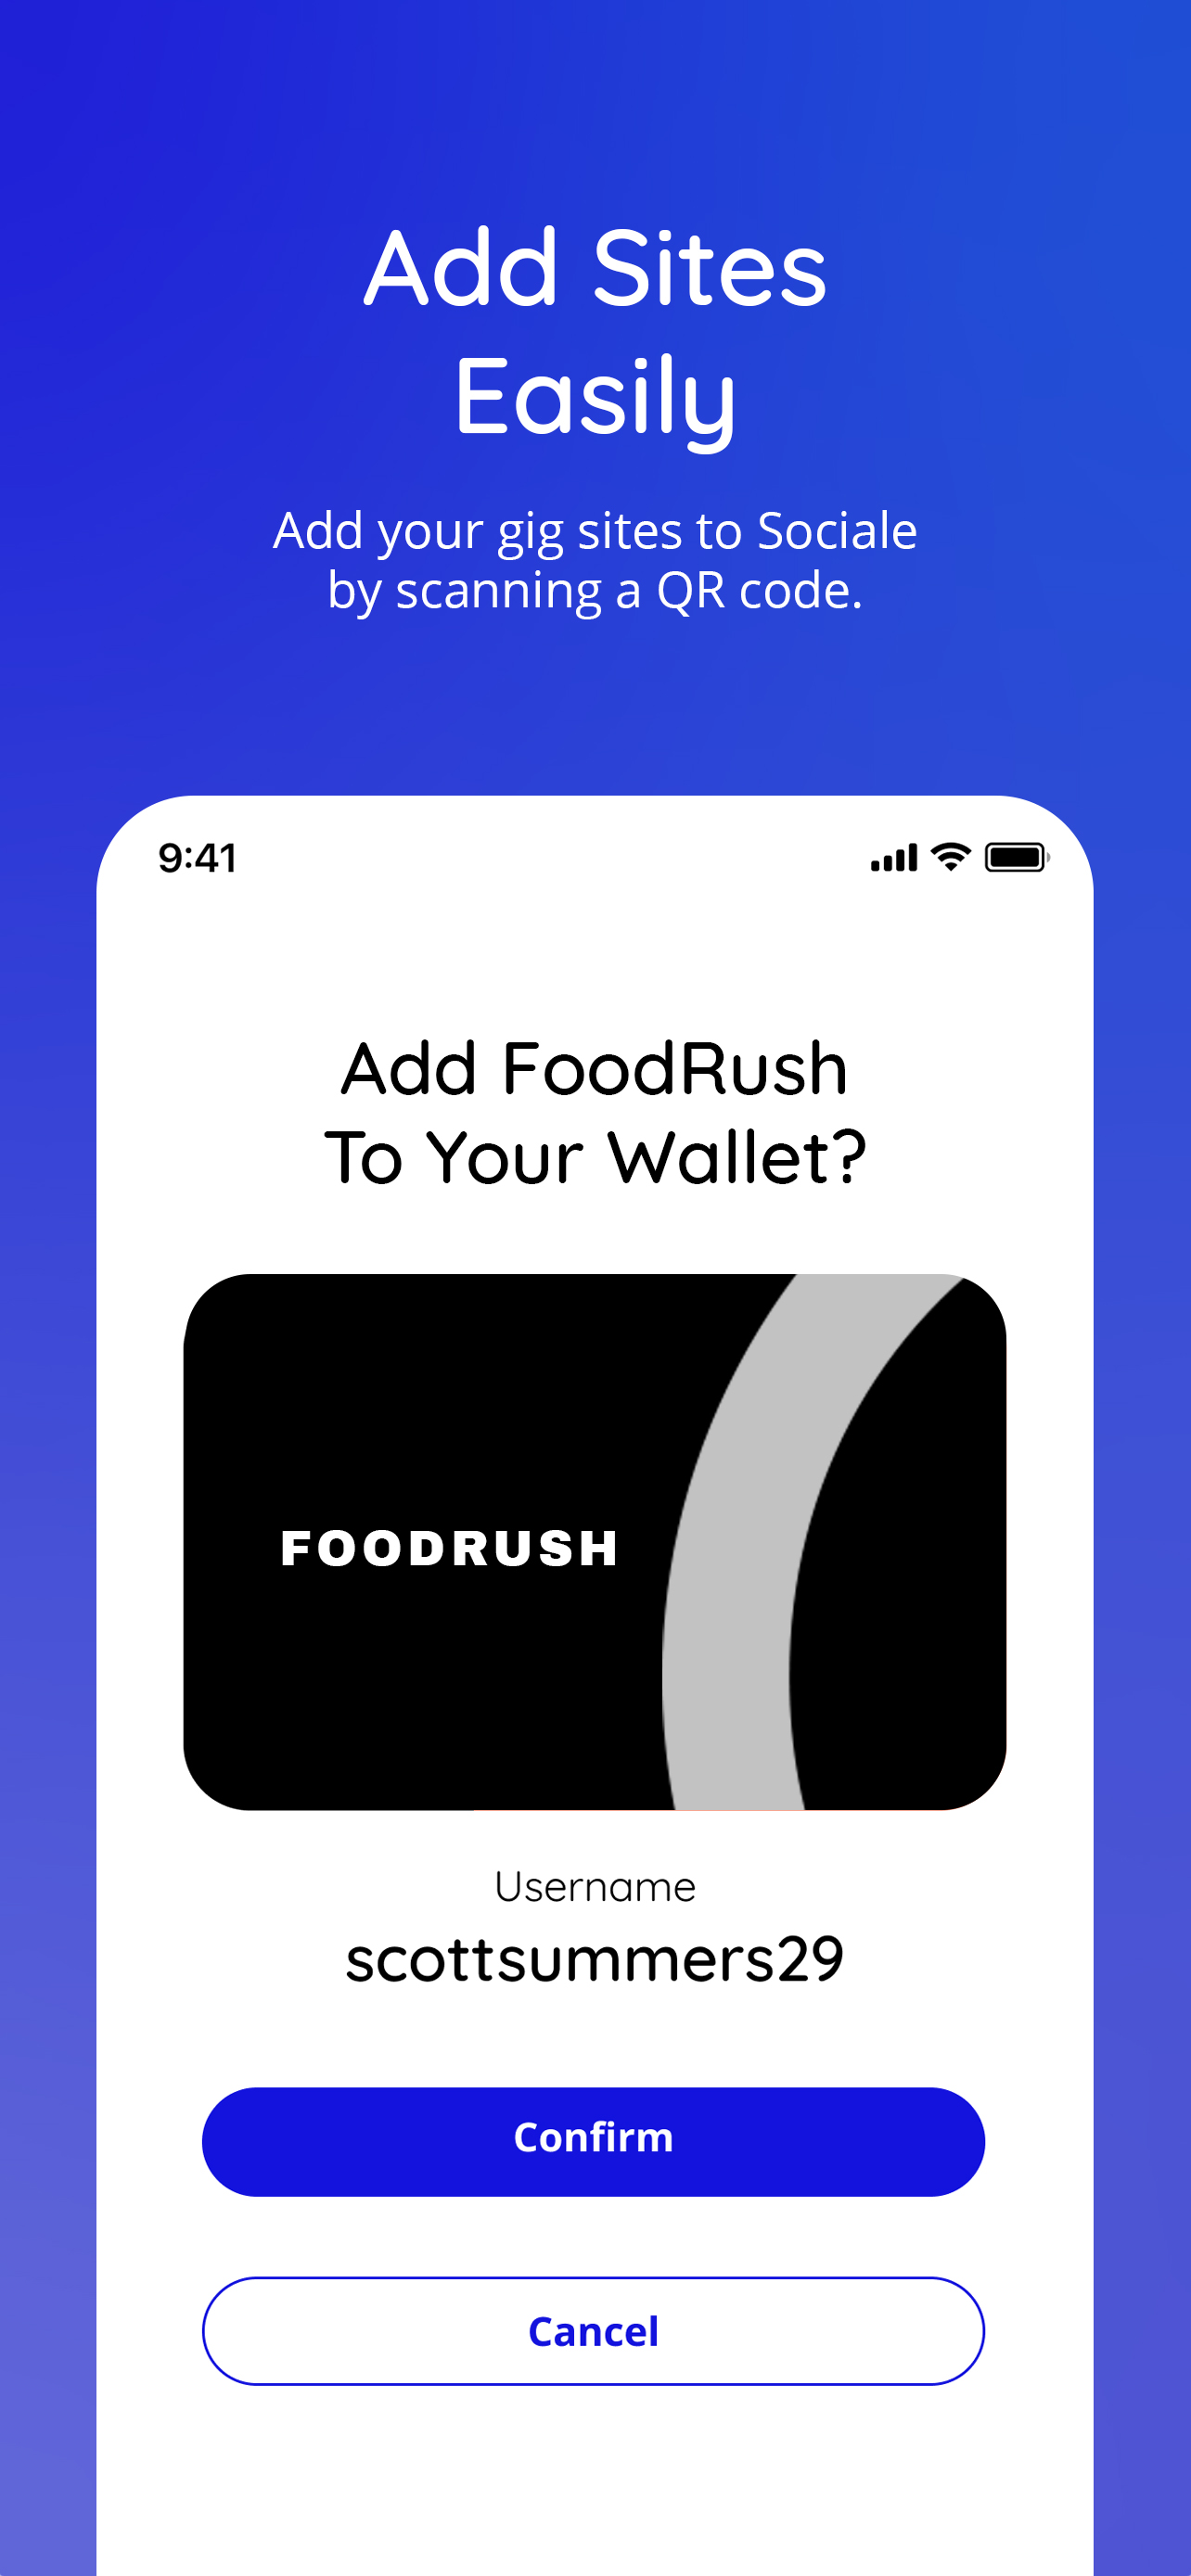 Add Sites
Easily
Add your gig sites to Sociale
by scanning a QR code.
9:41
Add FoodRush
To Your Wallet?
FOODRUSH
Username
scottsummers29
Confirm
Cancel